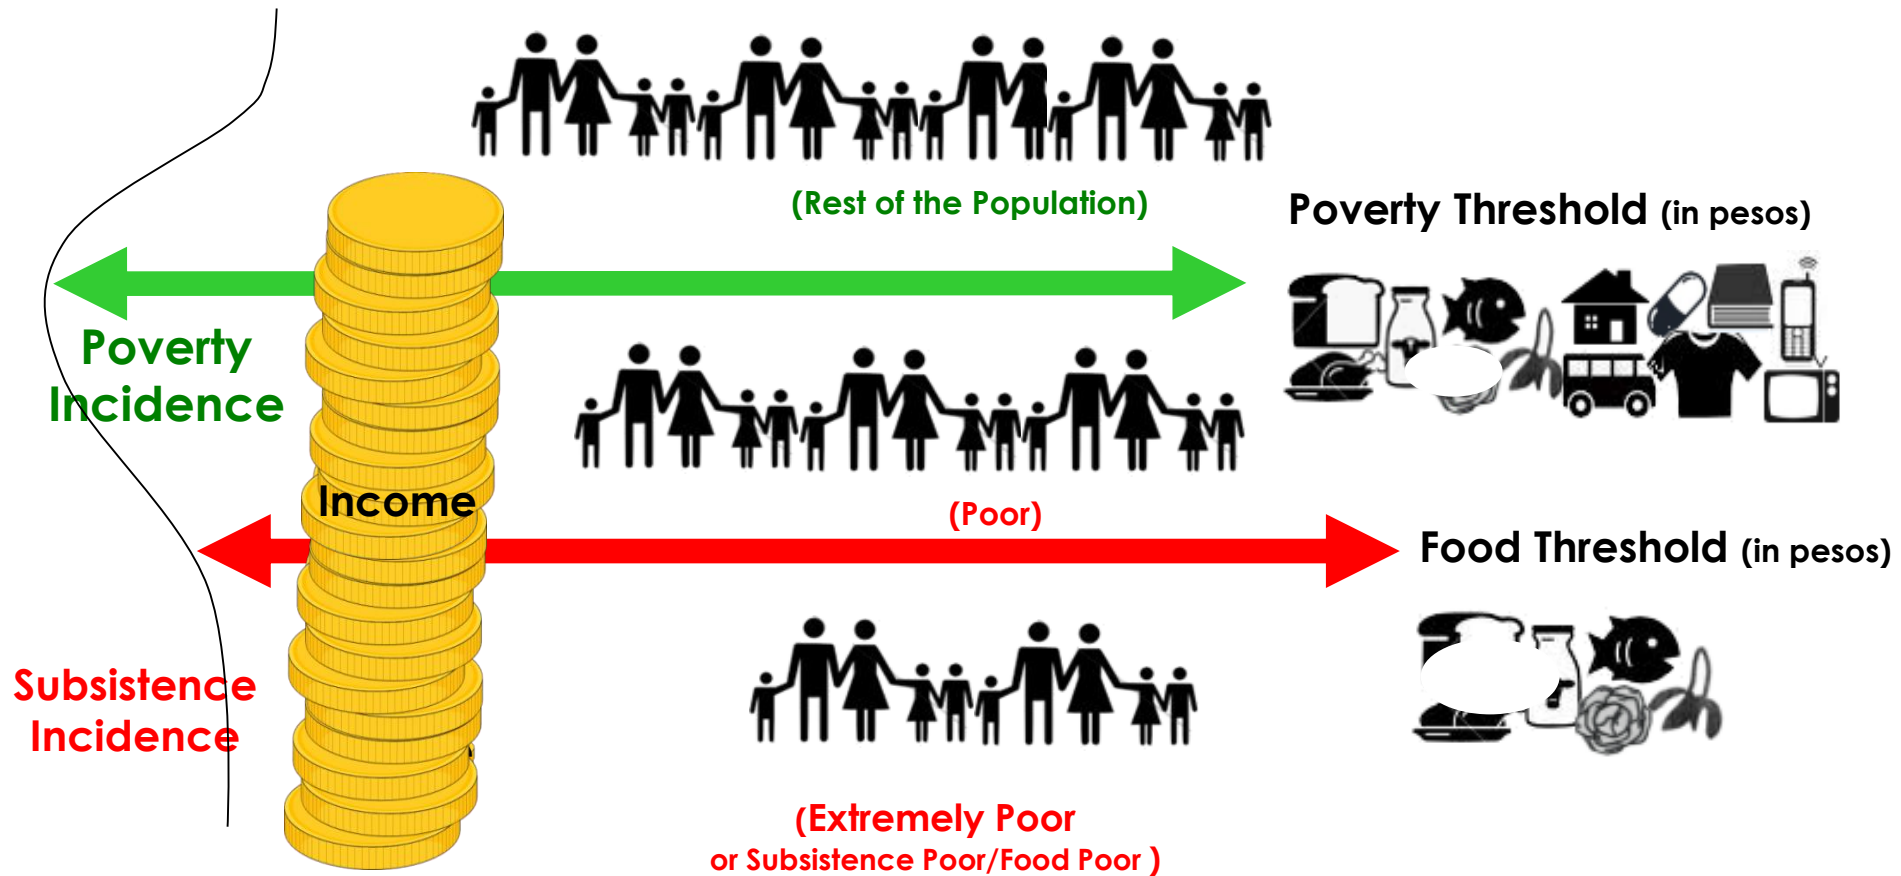 (Rest of the Population)
Poverty Threshold (in pesos)
Poverty
Incidence
Income
(Poor)
Food Threshold (in pesos)
Subsistence
Incidence
(Extremely Poor
or Subsistence Poor/Food Poor )